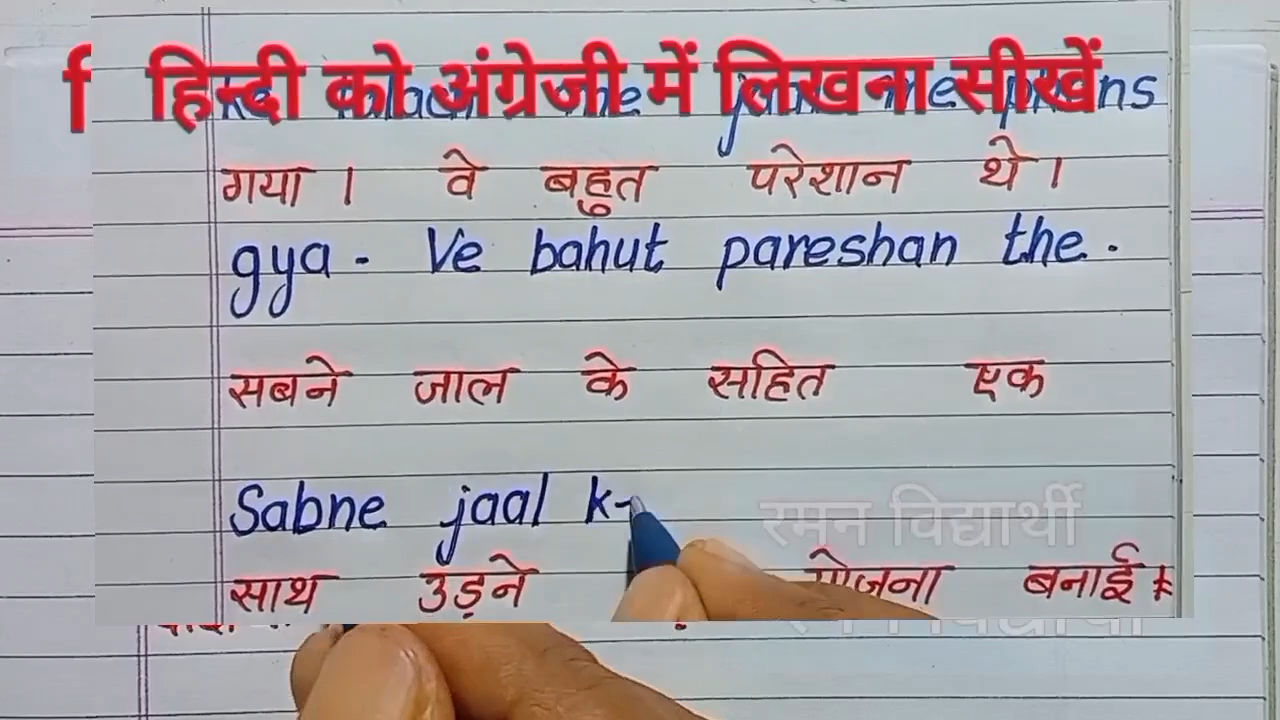 हिन्दी को अंग्रेजी में लिखना सीखें
गया । वे बहुत परेशान थे ।
gya - Ve bahut pareshan the .
सबने जाल के सहित एक
Sabne jaal k
रमन विद्यार्थी
साथ उड़ने योजना बनाई